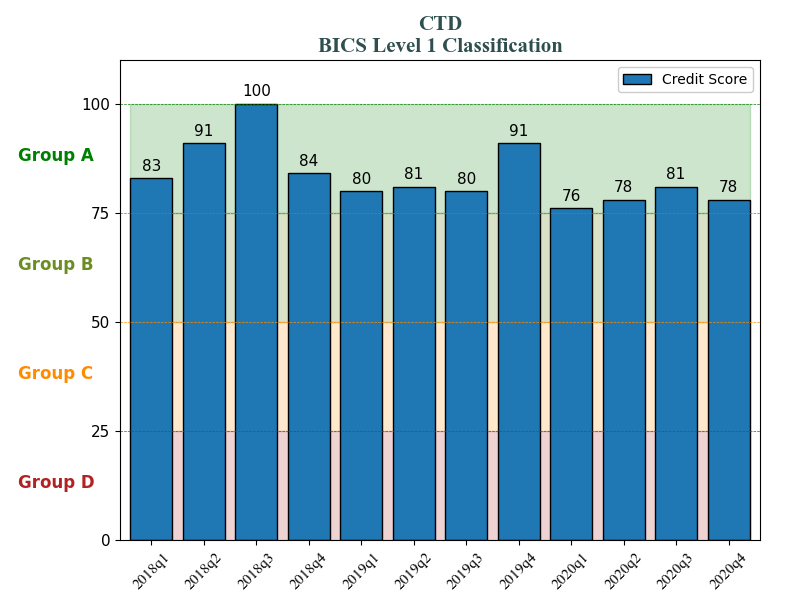 CTD
BICS Level 1 Classification
Credit Score
100
75
50
25
0
Group A
Group B
Group C
Group D
83
91
100
84
80
81
80
91
76
78
81
78
2018q1
2018q2
2018q3
2018q4
2019q1
2019q2
2019q3
2019q4
2020q1
2020q2
2020q3
2020q4